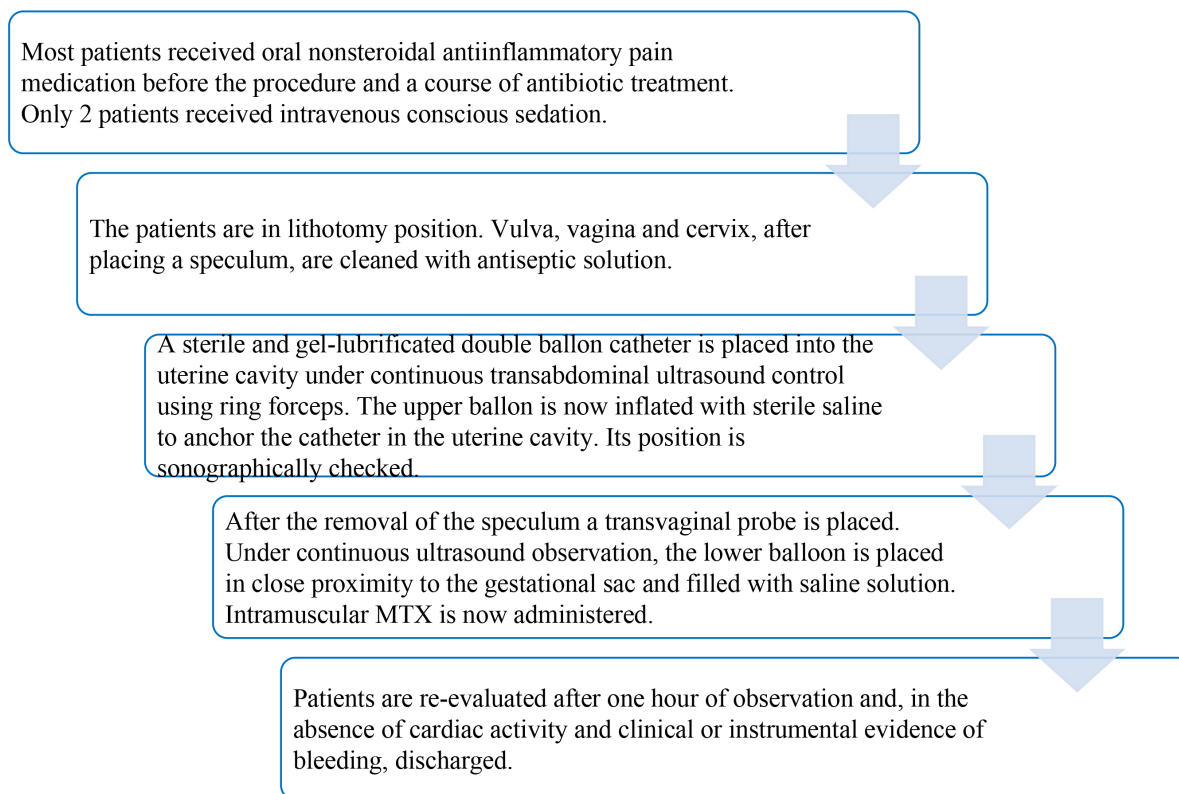 Most patients received oral nonsteroidal antiinflammatory pain
medication before the procedure and a course of antibiotic treatment.
Only 2 patients received intravenous conscious sedation.
The patients are in lithotomy position. Vulva, vagina and cervix, after
placing a speculum, are cleaned with antiseptic solution.
A sterile and gel-lubrificated double ballon catheter is placed into the
uterine cavity under continuous transabdominal ultrasound control
using ring forceps. The upper ballon is now inflated with sterile saline
to anchor the catheter in the uterine cavity. Its position is
sonographically checked.
After the removal of the speculum a transvaginal probe is placed.
Under continuous ultrasound observation, the lower balloon is placed
in close proximity to the gestational sac and filled with saline solution.
Intramuscular MTX is now administered.
Patients are re-evaluated after one hour of observation and, in the
absence of cardiac activity and clinical or instrumental evidence of
bleeding, discharged.